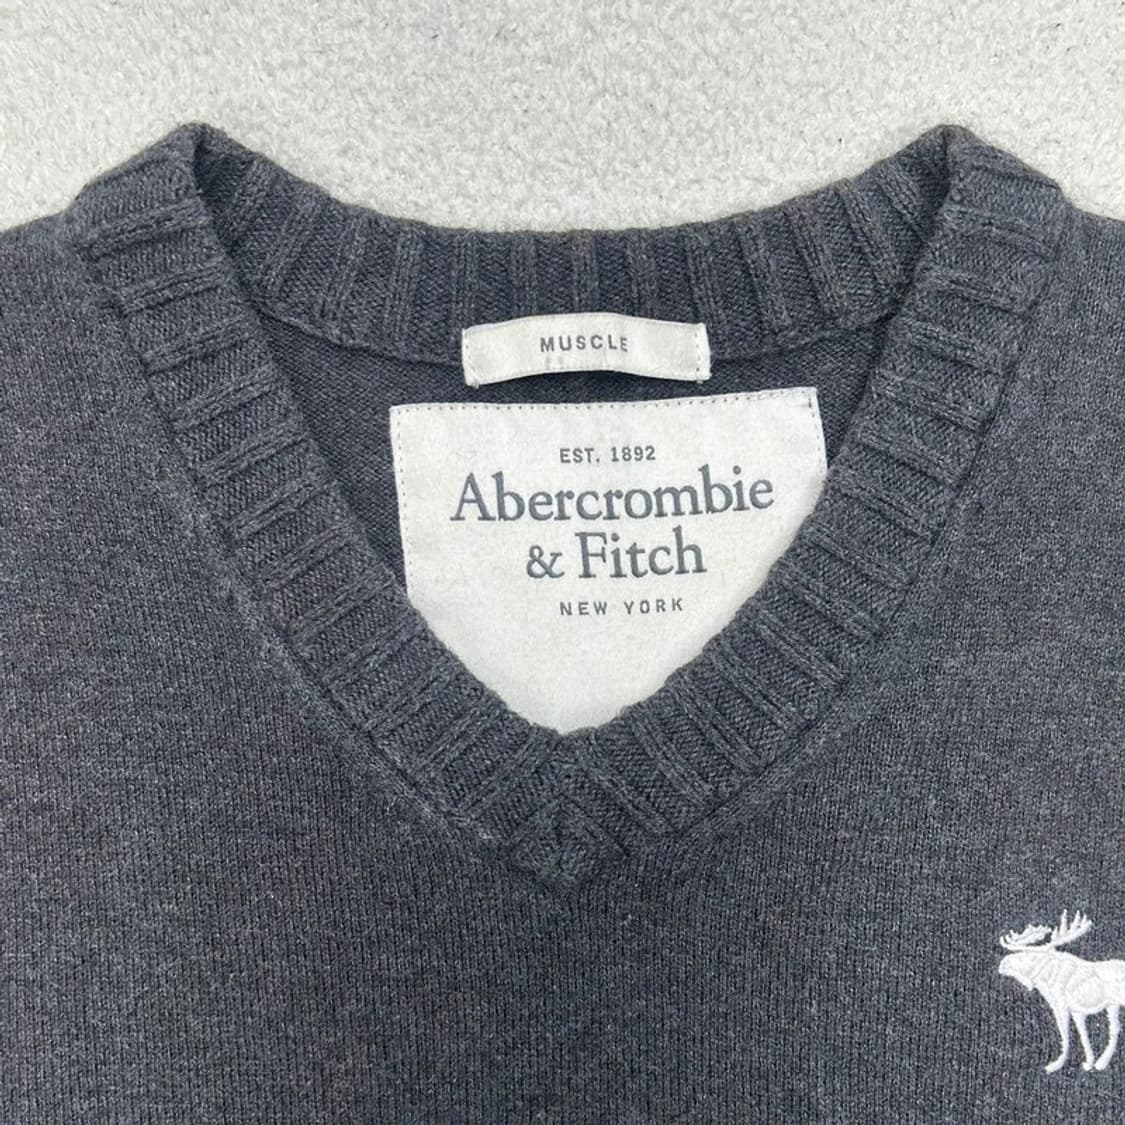 MUSCLE
EST. 1892
Abercrombie
& Fitch
NEW YORK